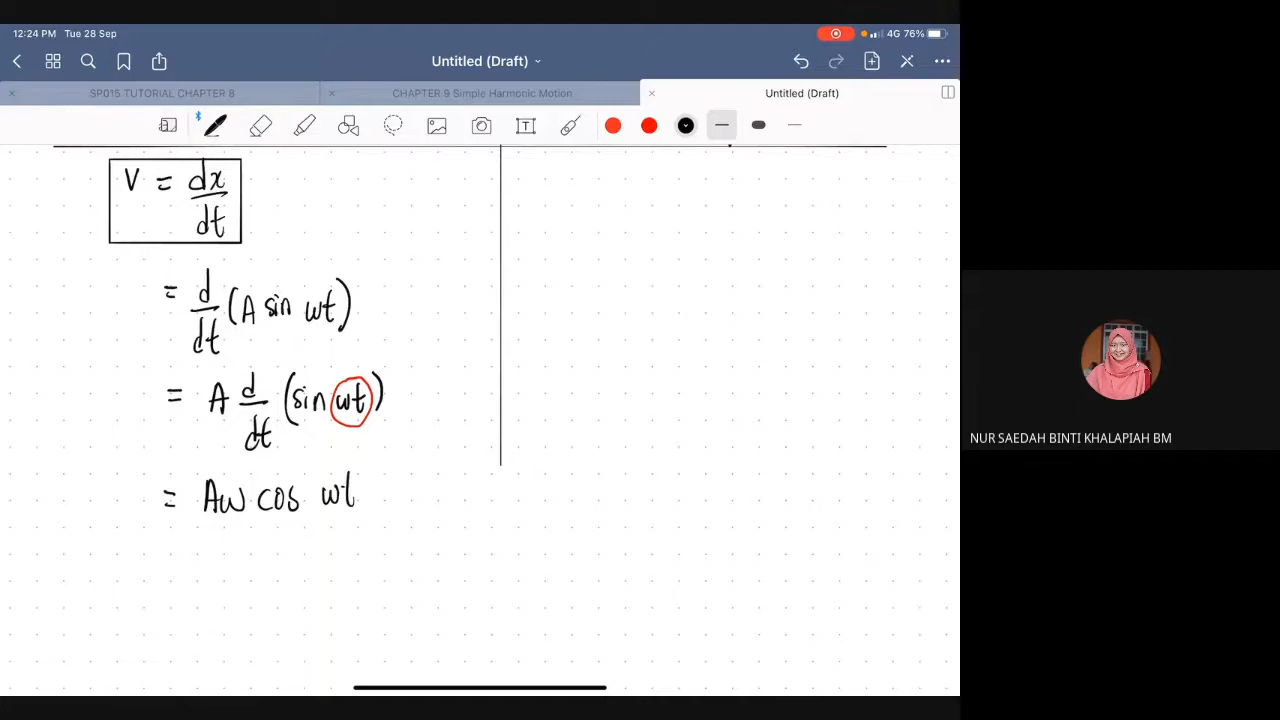 12:24 PM Tue 28 Sep
4G 76%
Untitled (Draft)
SP015 TUTORIAL CHAPTER 8
CHAPTER 9 Simple Harmonic Motion
Untitled (Draft)
V = dx/dt
= d/dt (A sin ωt)
= A d/dt (sin ωt)
= Aω cos ωt
NUR SAEDAH BINTI KHALAPIAH BM